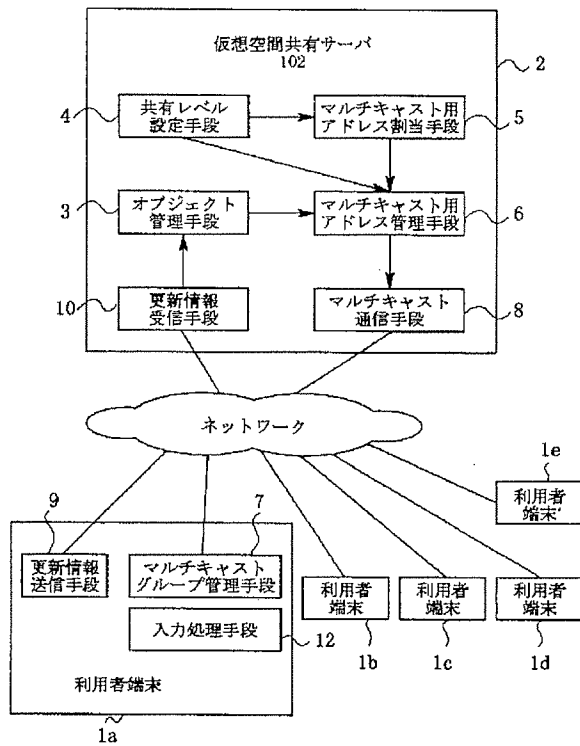 仮想空間共有サーバ
102
2
4
共有レベル
設定手段
マルチキャスト用
アドレス割当手段
5
3
オブジェクト
管理手段
マルチキャスト用
アドレス管理手段
6
10
更新情報
受信手段
マルチキャスト
通信手段
8
ネットワーク
1e
利用者
端末
9
7
更新情報
送信手段
マルチキャスト
グループ管理手段
入力処理手段
12
利用者
端末
利用者
端末
利用者
端末
1b
1c
1d
利用者端末
1a